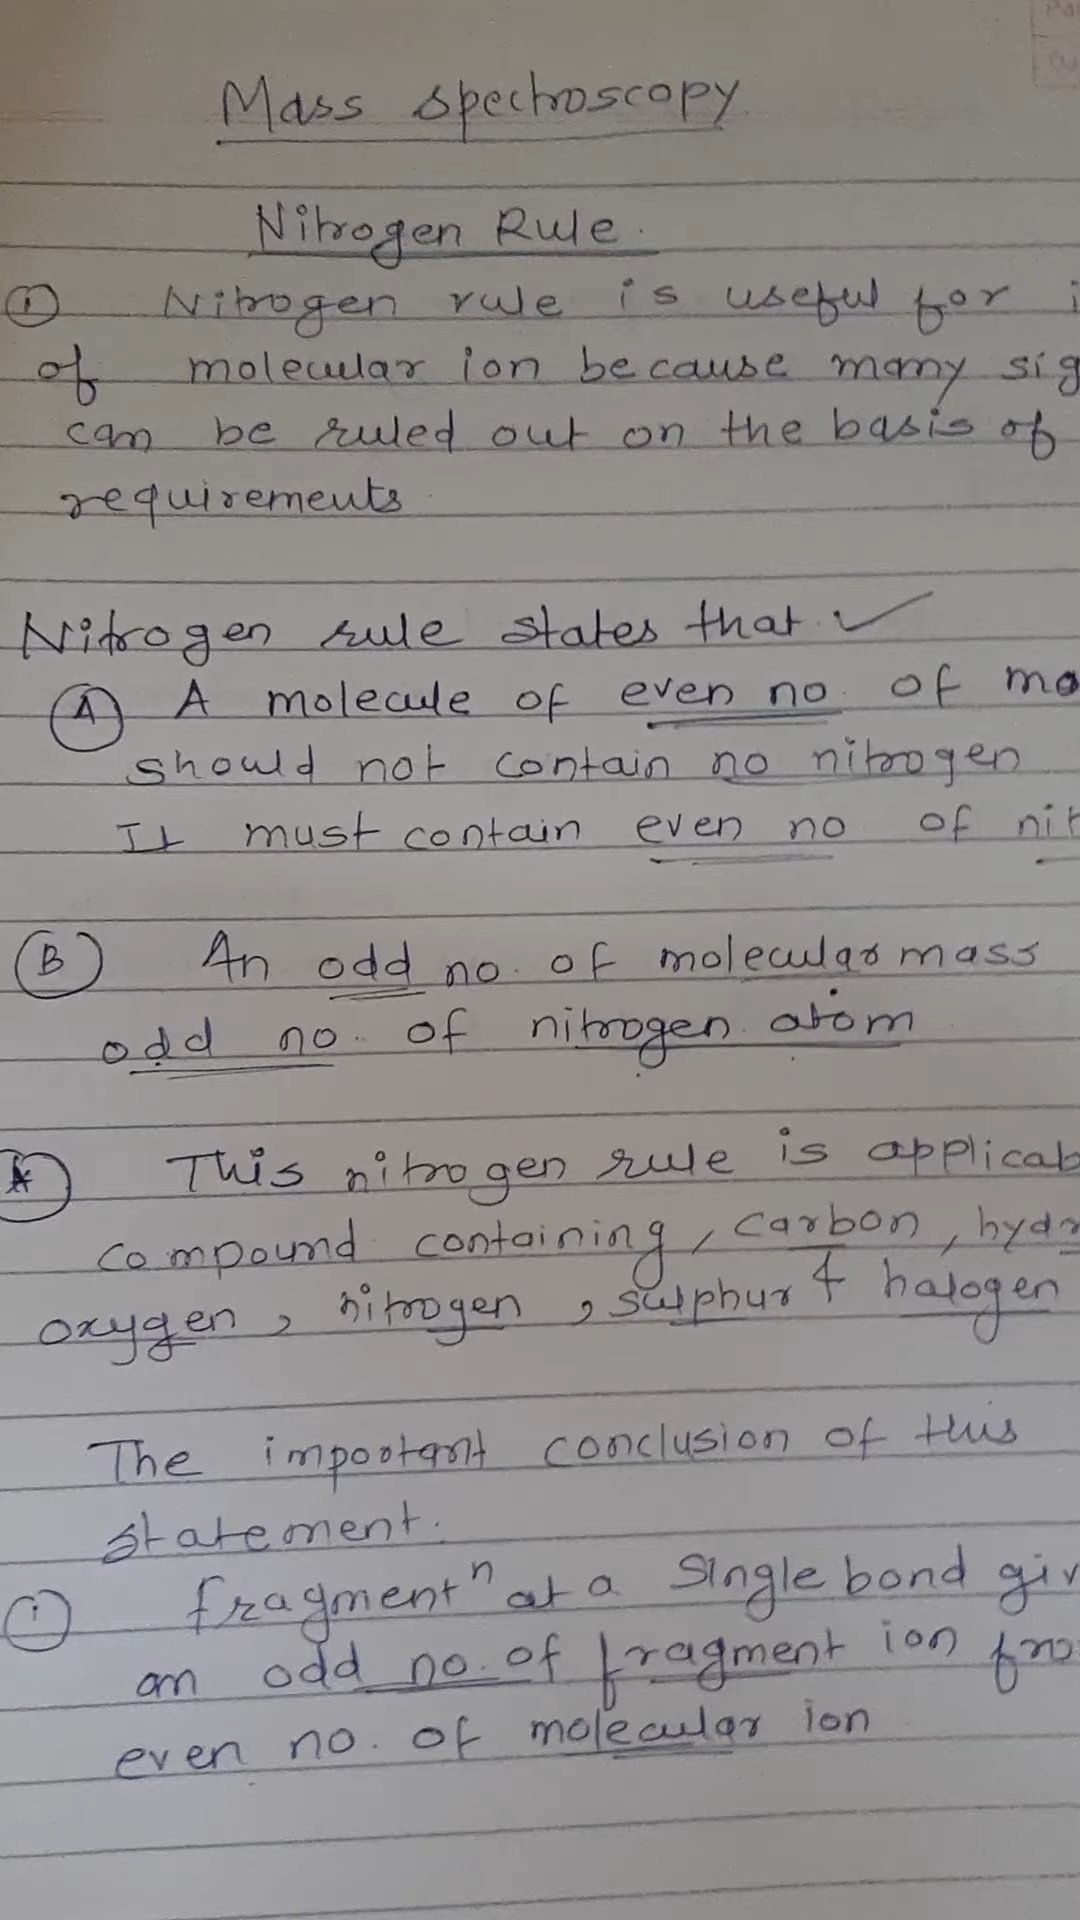 Mass spectroscopy
Nitrogen Rule.
① Nitrogen rule is useful for i
of molecular ion because many sig
can be ruled out on the basis of
requirements
Nitrogen rule states that ✓
Ⓐ A molecule of even no. of mo
should not contain no nitrogen
It must contain even no of nit
Ⓑ An odd no. of molecular mass
odd no. of nitrogen. atom
This nitrogen rule is applicab
compound containing, carbon, hydr
oxygen, nitrogen, sulphur & halogen
The important conclusion of this
statement.
ⓘ fragmentⁿ at a single bond giv
an odd no. of fragment ion fro
even no. of molecular ion